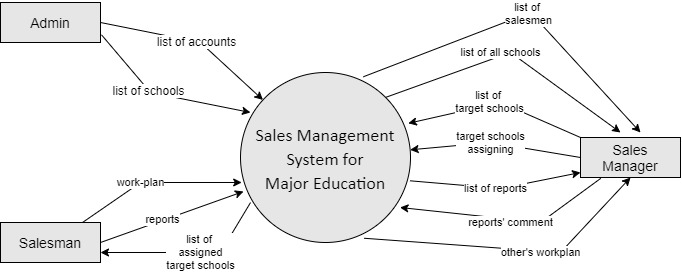 Admin
list of accounts
list of schools
list of
salesmen
list of all schools
list of
target schools
target schools
assigning
Sales
Manager
Sales Management
System for
Major Education
list of reports
reports' comment
other's workplan
work-plan
reports
Salesman
list of
assigned
target schools